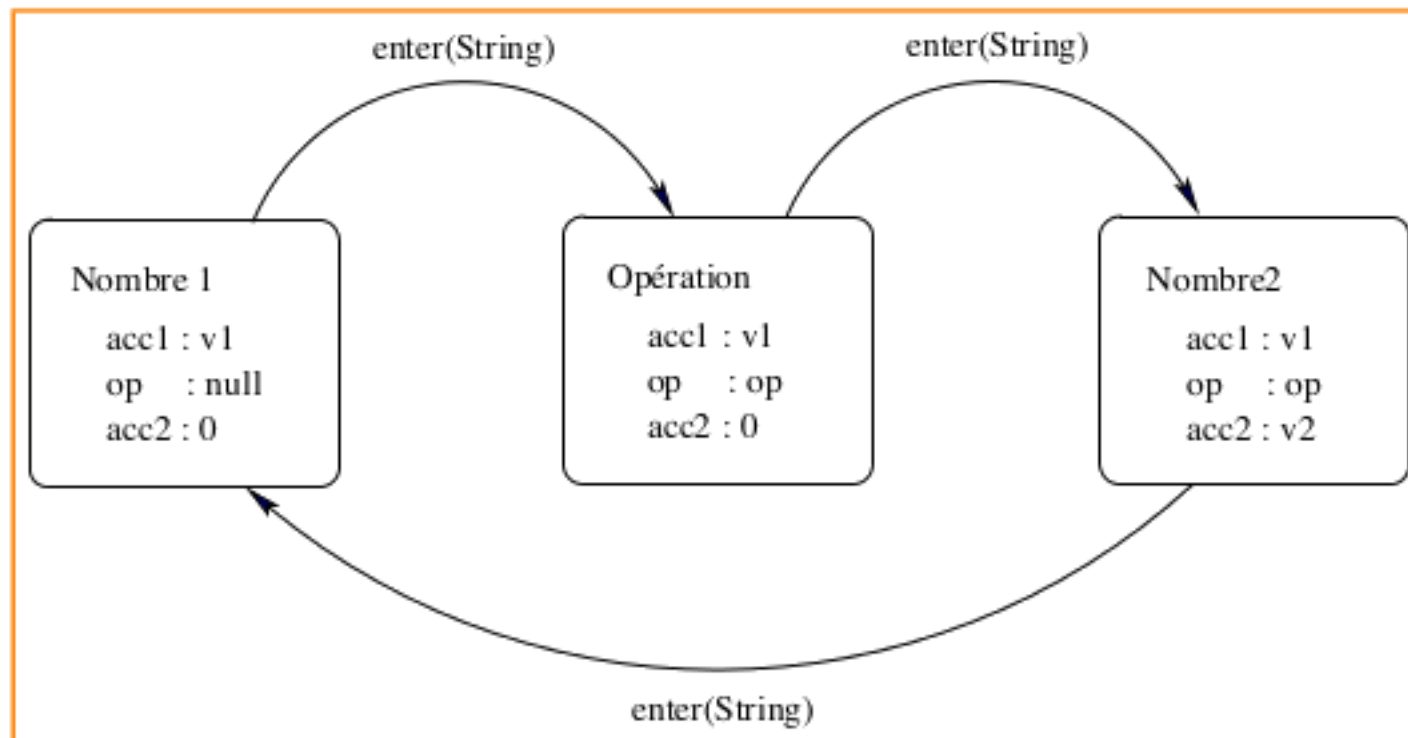 enter(String)
enter(String)
Nombre 1
acc1 : v1
op : null
acc2 : 0
Opération
acc1 : v1
op : op
acc2 : 0
Nombre2
acc1 : v1
op : op
acc2 : v2
enter(String)